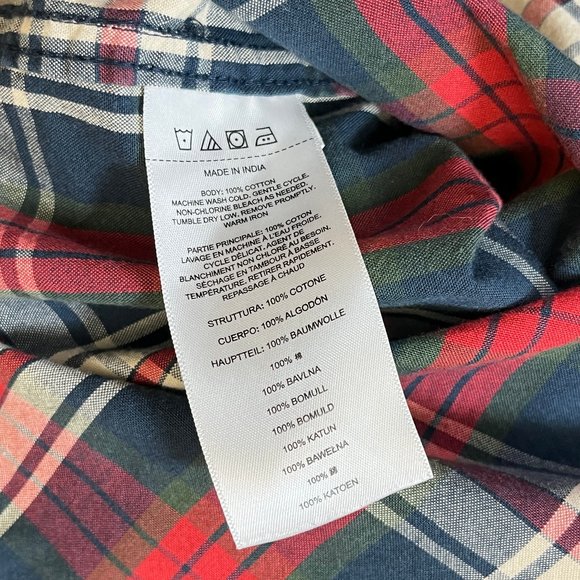 MADE IN INDIA
BODY: 100% COTTON
MACHINE WASH COLD, GENTLE CYCLE,
NON-CHLORINE BLEACH AS NEEDED,
TUMBLE DRY LOW, REMOVE PROMPTLY,
WARM IRON
PARTIE PRINCIPALE: 100% COTON
LAVAGE EN MACHINE À L'EAU FROIDE,
CYCLE DÉLICAT, AGENT DE
BLANCHIMENT NON CHLORÉ AU BESOIN,
SÉCHAGE EN TAMBOUR À BASSE
TEMPÉRATURE, RETIRER RAPIDEMENT,
REPASSAGE À CHAUD
STRUTTURA: 100% COTONE
CUERPO: 100% ALGODÓN
HAUPTTEIL: 100% BAUMWOLLE
100% 棉
100% BAVLNA
100% BOMULL
100% BOMULD
100% KATUN
100% BAWEŁNA
100% 綿
100% KATOEN